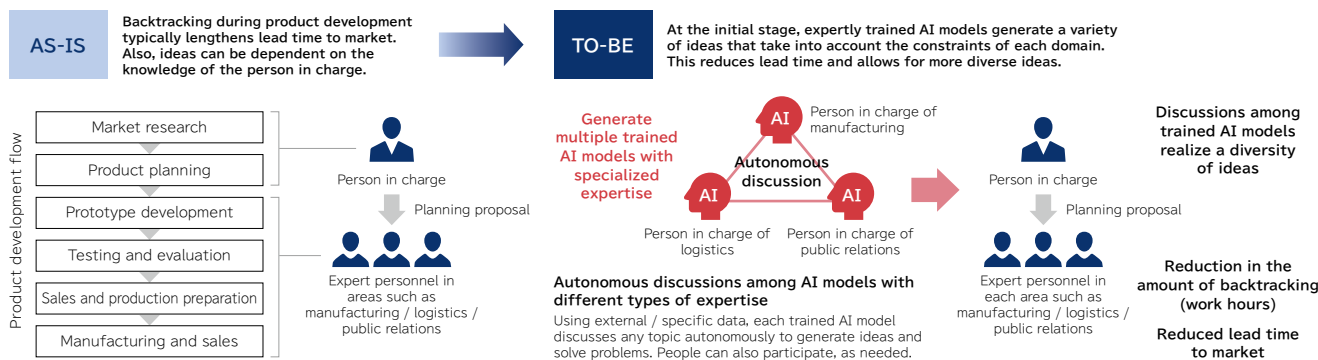 AS-IS
Backtracking during product development
typically lengthens lead time to market.
Also, ideas can be dependent on the
knowledge of the person in charge.
TO-BE
At the initial stage, expertly trained AI models generate a variety
of ideas that take into account the constraints of each domain.
This reduces lead time and allows for more diverse ideas.
Product development flow
Market research
Product planning
Prototype development
Testing and evaluation
Sales and production preparation
Manufacturing and sales
Person in charge
Planning proposal
Expert personnel in
areas such as
manufacturing / logistics /
public relations
Generate
multiple trained
AI models with
specialized
expertise
AI
Person in charge of
manufacturing
Autonomous
discussion
AI
AI
Person in charge of
logistics
Person in charge of
public relations
Autonomous discussions among AI models with
different types of expertise
Using external / specific data, each trained AI model
discusses any topic autonomously to generate ideas and
solve problems. People can also participate, as needed.
Person in charge
Planning proposal
Expert personnel in
each area such as
manufacturing / logistics /
public relations
Discussions among
trained AI models
realize a diversity
of ideas
Reduction in the
amount of backtracking
(work hours)
Reduced lead time
to market